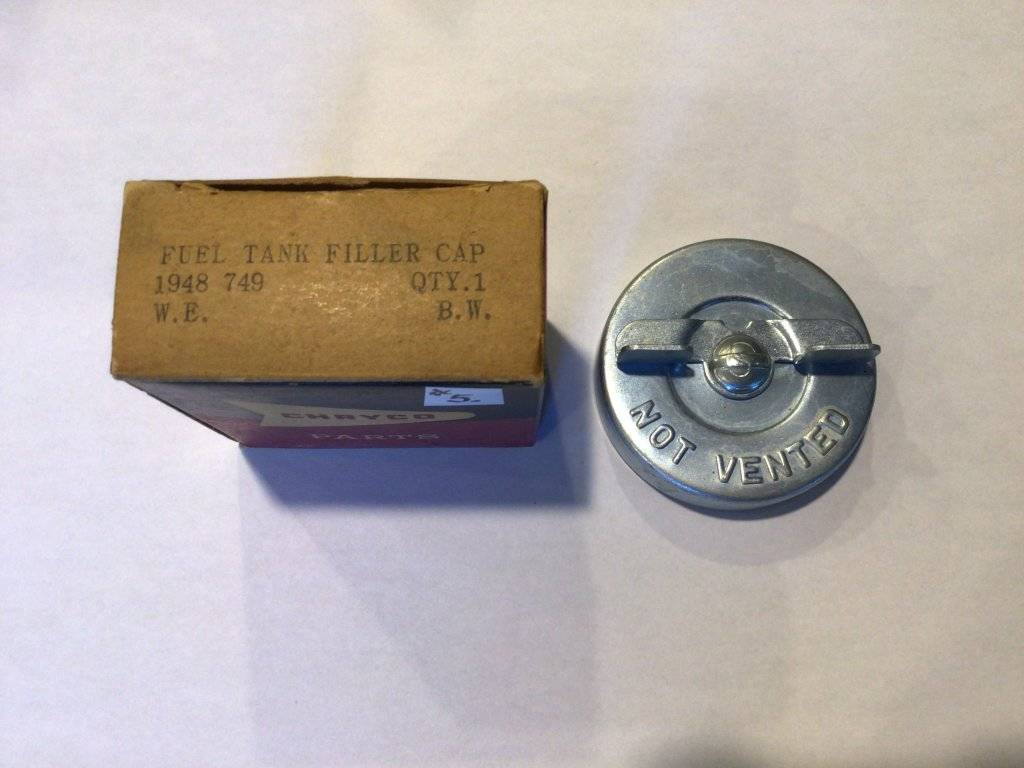 FUEL TANK FILLER CAP
1948 749 QTY.1
W.E. B.W.
5-
CHRYCO
PARTS
NOT VENTED